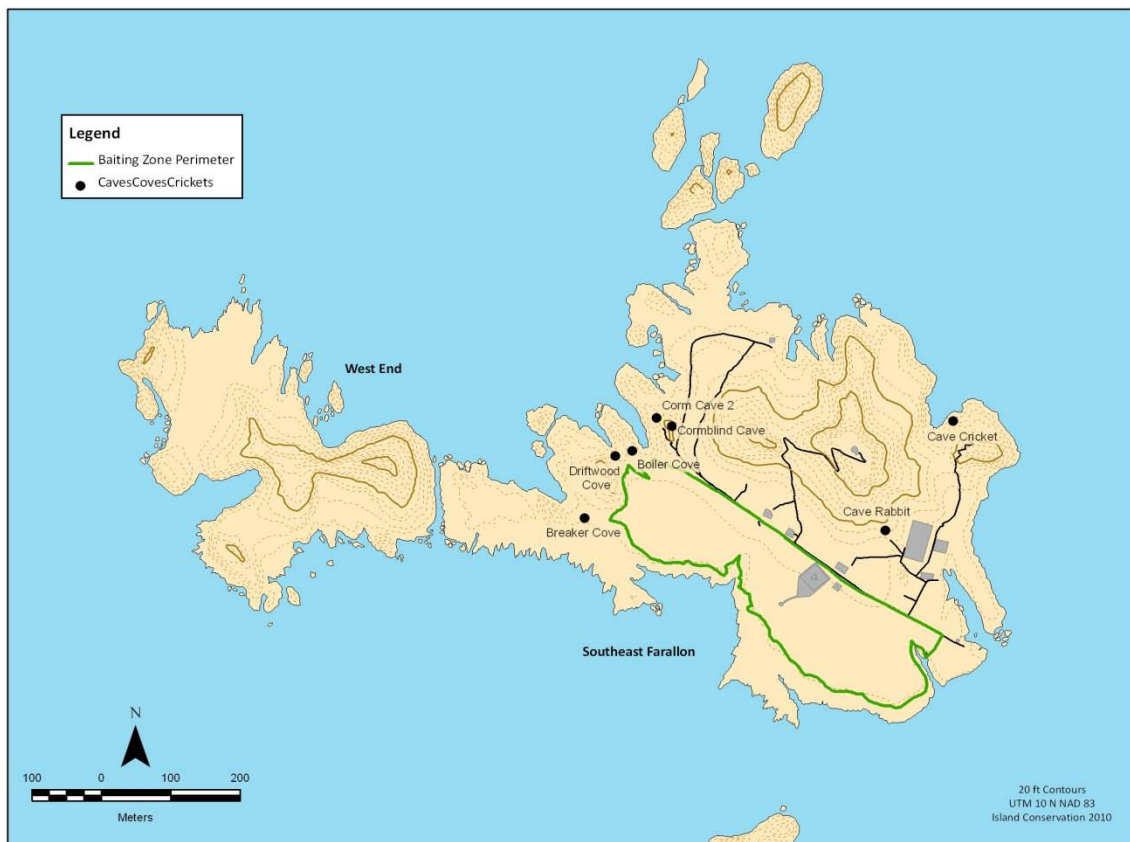 Legend
Baiting Zone Perimeter
CavesCovesCrickets
West End
Corm Cave 2
Cormblind Cave
Cave Cricket
Boiler Cove
Driftwood
Cove
Cave Rabbit
Breaker Cove
Southeast Farallon
N
100 0 100 200
Meters
20 ft Contours
UTM 10 N NAD 83
Island Conservation 2010